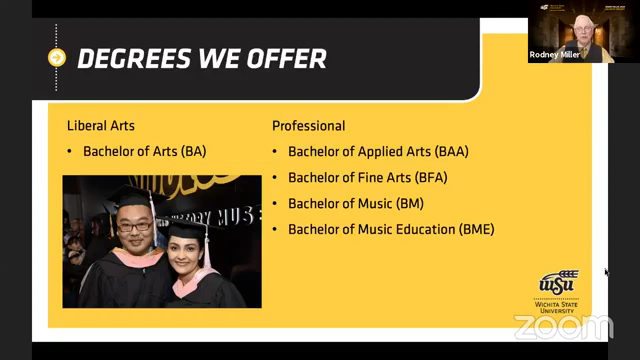 DEGREES WE OFFER
Rodney Miller
Liberal Arts
• Bachelor of Arts (BA)
Professional
• Bachelor of Applied Arts (BAA)
• Bachelor of Fine Arts (BFA)
• Bachelor of Music (BM)
• Bachelor of Music Education (BME)
wsu
WICHITA STATE
UNIVERSITY
zoom